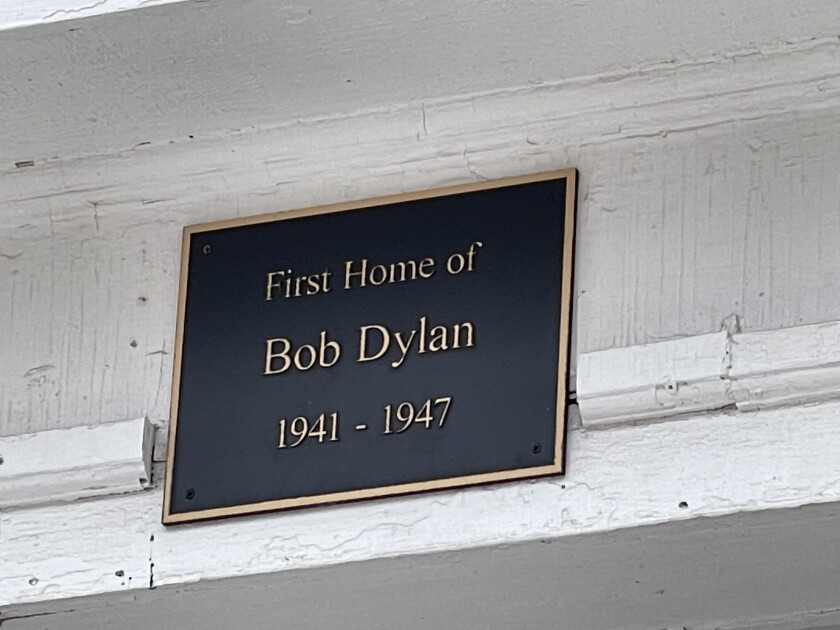 First Home of
Bob Dylan
1941 - 1947